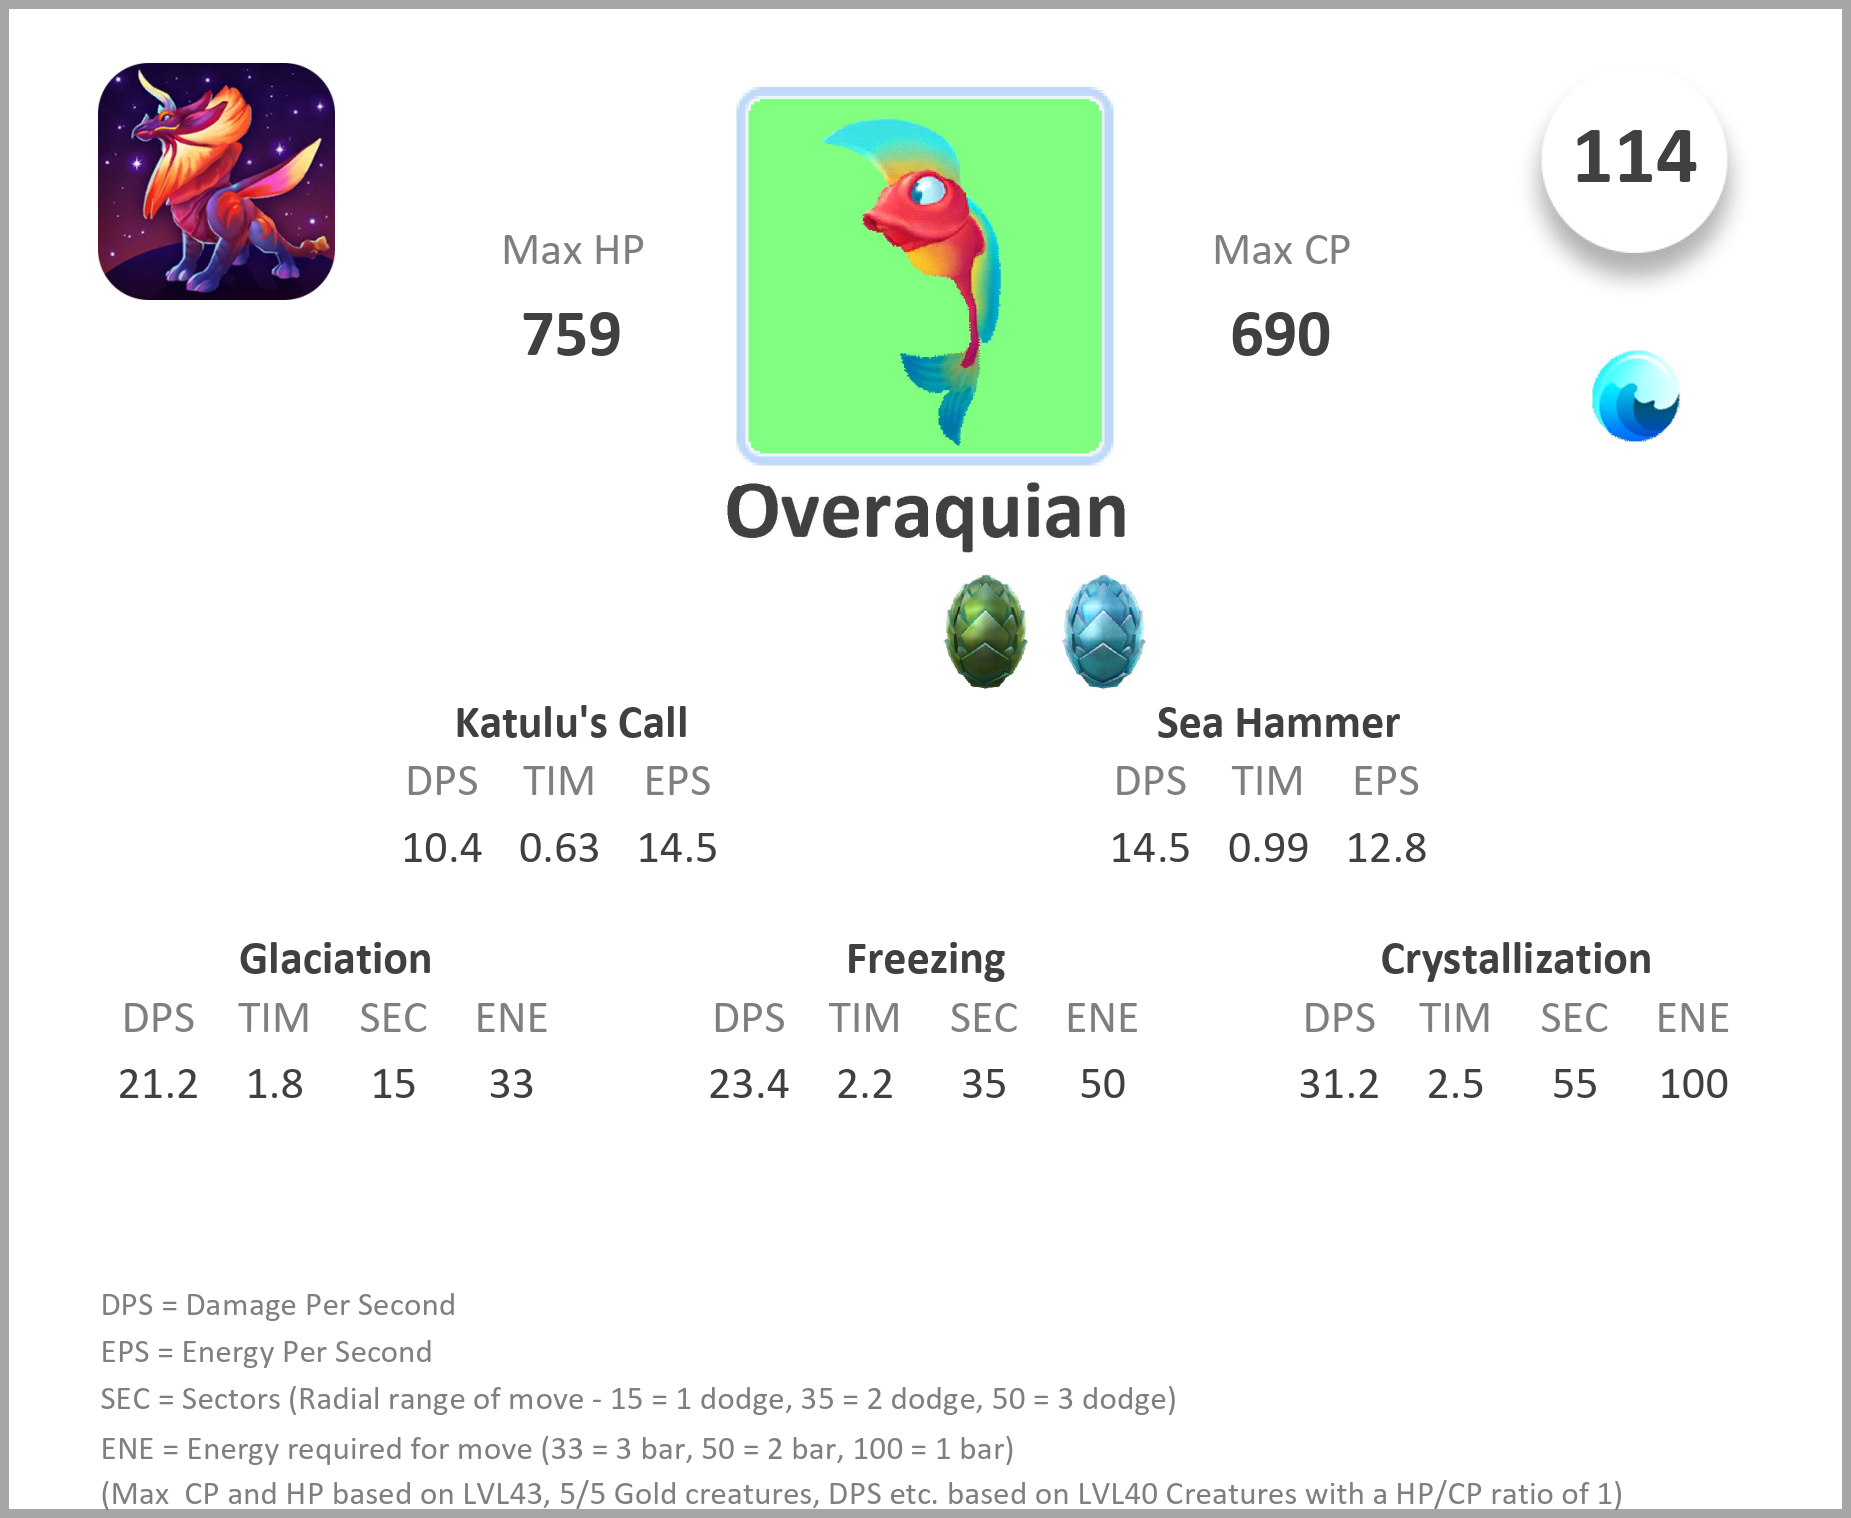 114
Max HP
Max CP
759
690
Overaquian
Katulu's Call
Sea Hammer
DPS TIM EPS
DPS TIM EPS
10.4 0.63 14.5
14.5 0.99 12.8
Glaciation
Freezing
Crystallization
DPS TIM SEC ENE
DPS TIM SEC ENE
DPS TIM SEC ENE
21.2 1.8 15 33
23.4 2.2 35 50
31.2 2.5 55 100
DPS = Damage Per Second
EPS = Energy Per Second
SEC = Sectors (Radial range of move - 15 = 1 dodge, 35 = 2 dodge, 50 = 3 dodge)
ENE = Energy required for move (33 = 3 bar, 50 = 2 bar, 100 = 1 bar)
(Max  CP and HP based on LVL43, 5/5 Gold creatures, DPS etc. based on LVL40 Creatures with a HP/CP ratio of 1)